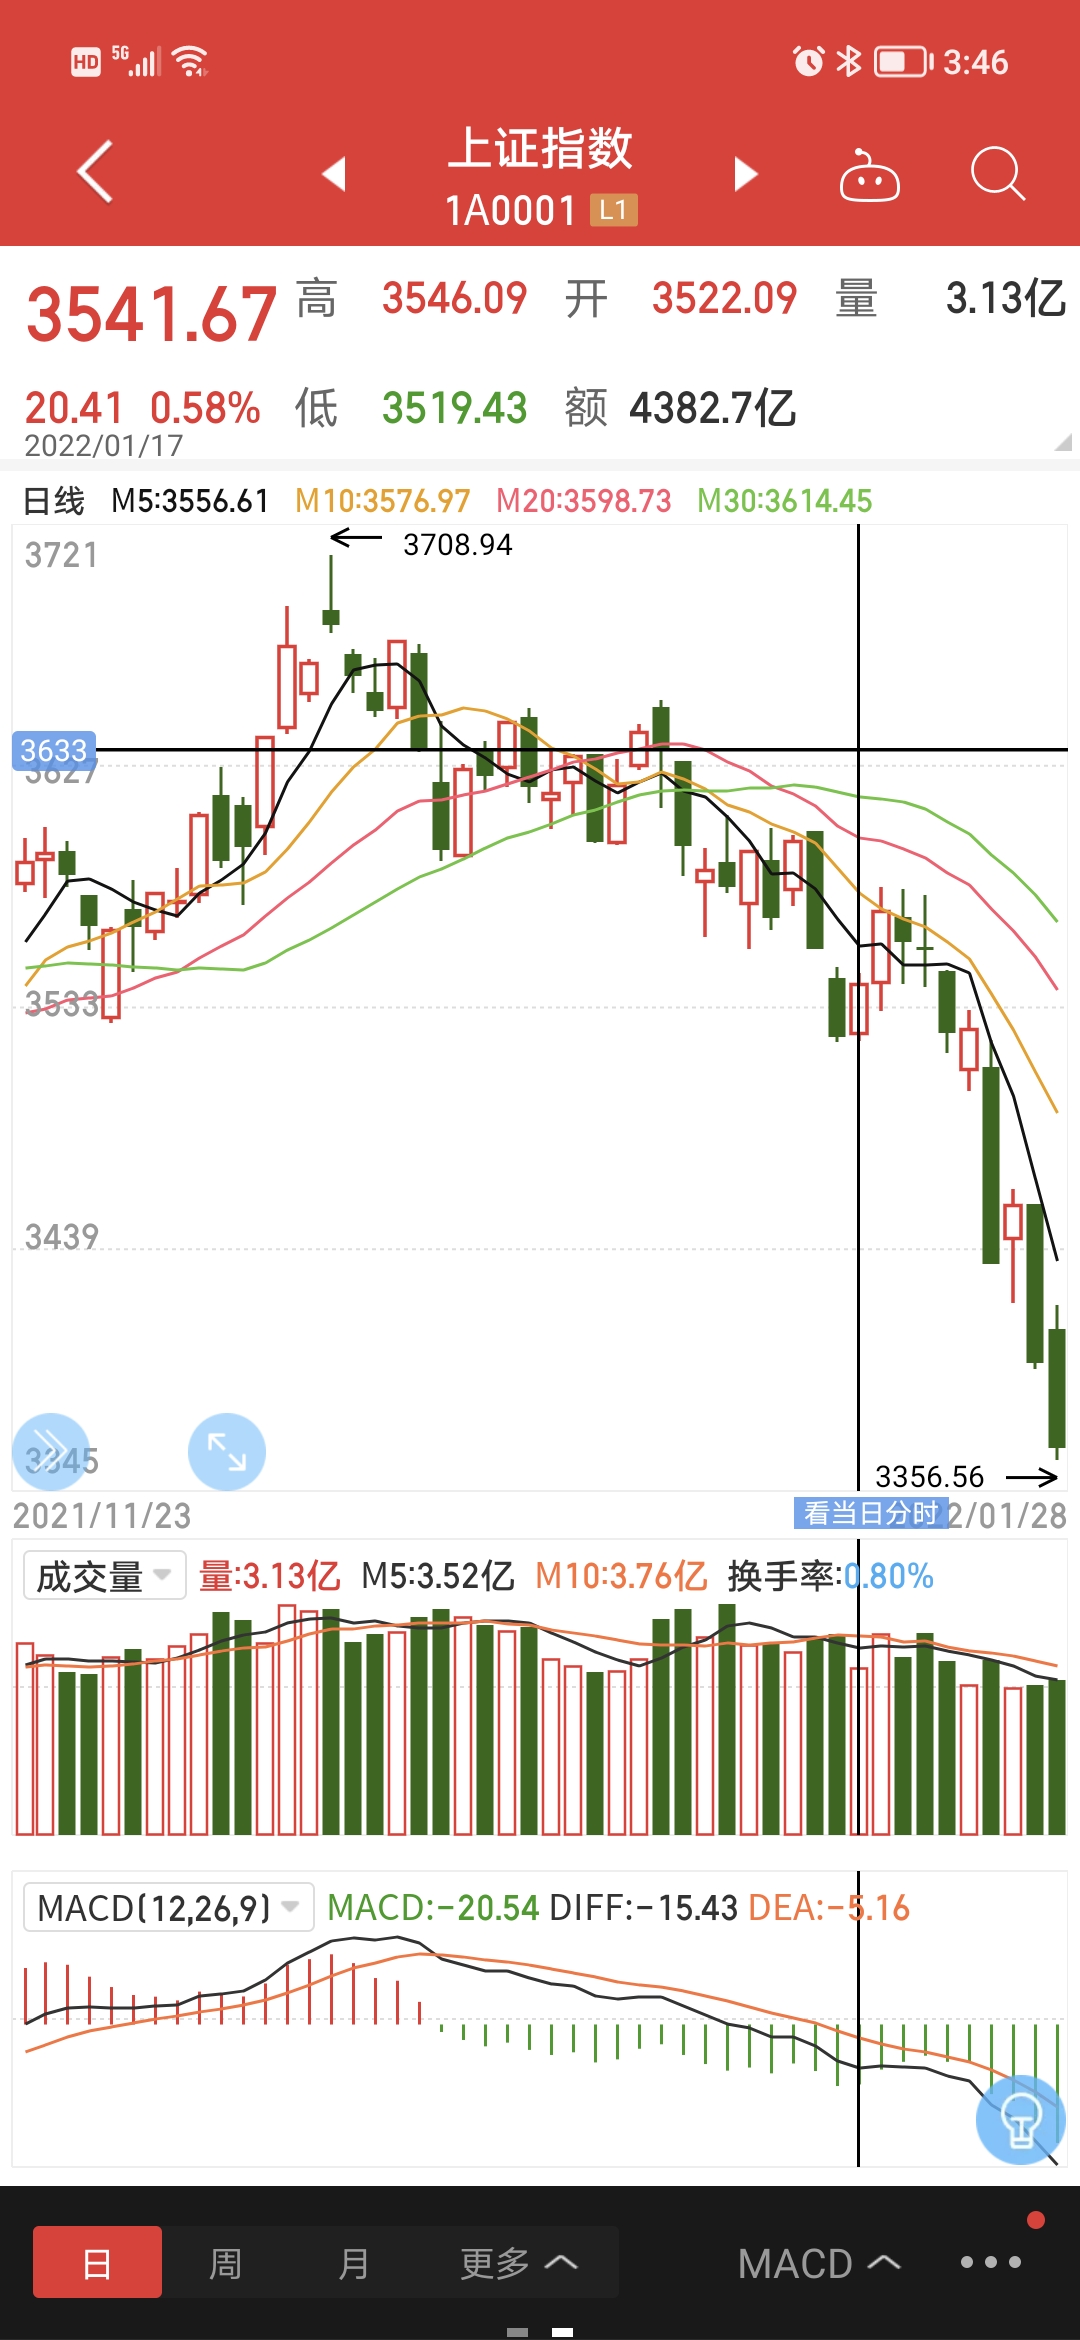 HD 5G 3:46
上证指数
1A0001 L1
3541.67 高 3546.09 开 3522.09 量 3.13亿
20.41 0.58% 低 3519.43 额 4382.7亿
2022/01/17
日线 M5:3556.61 M10:3576.97 M20:3598.73 M30:3614.45
3721
3708.94
3633
3627
3533
3439
3345
3356.56
2021/11/23 看当日分时 2/01/28
成交量 量:3.13亿 M5:3.52亿 M10:3.76亿 换手率:0.80%
MACD(12,26,9) MACD:-20.54 DIFF:-15.43 DEA:-5.16
日 周 月 更多 MACD